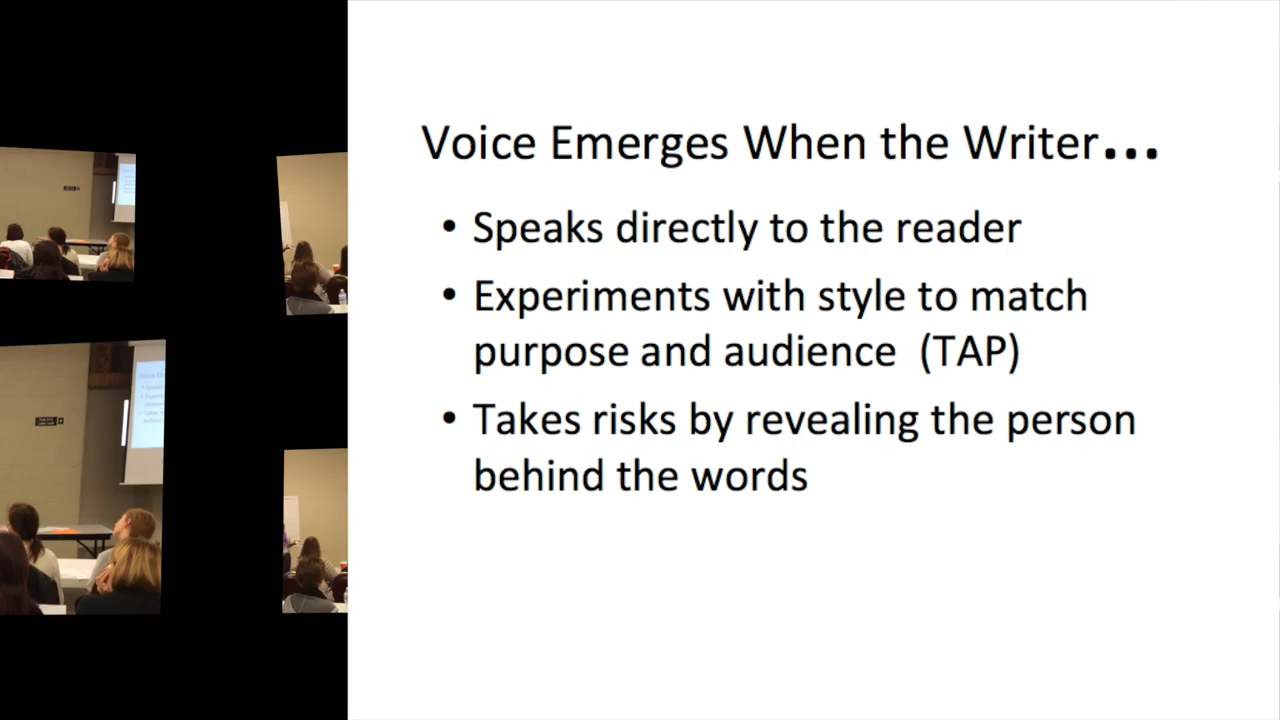 Voice Emerges When the Writer...
• Speaks directly to the reader
• Experiments with style to match
purpose and audience (TAP)
• Takes risks by revealing the person
behind the words